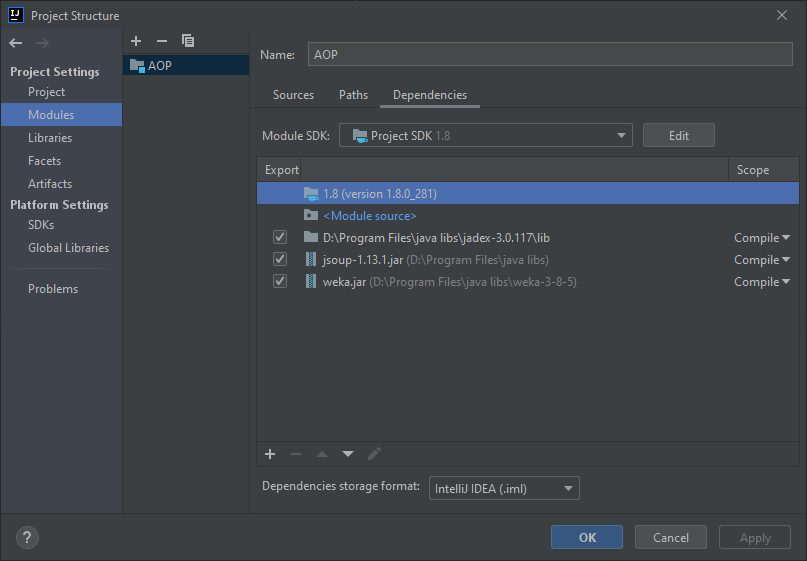 IJ Project Structure
Project Settings
Project
Modules
Libraries
Facets
Artifacts
Platform Settings
SDKs
Global Libraries
Problems
AOP
Name: AOP
Sources Paths Dependencies
Module SDK: Project SDK 1.8 Edit
Export Scope
1.8 (version 1.8.0_281)
<Module source>
D:\Program Files\java libs\jadex-3.0.117\lib Compile
jsoup-1.13.1.jar (D:\Program Files\java libs) Compile
weka.jar (D:\Program Files\java libs\weka-3-8-5) Compile
Dependencies storage format: IntelliJ IDEA (.iml)
? OK Cancel Apply